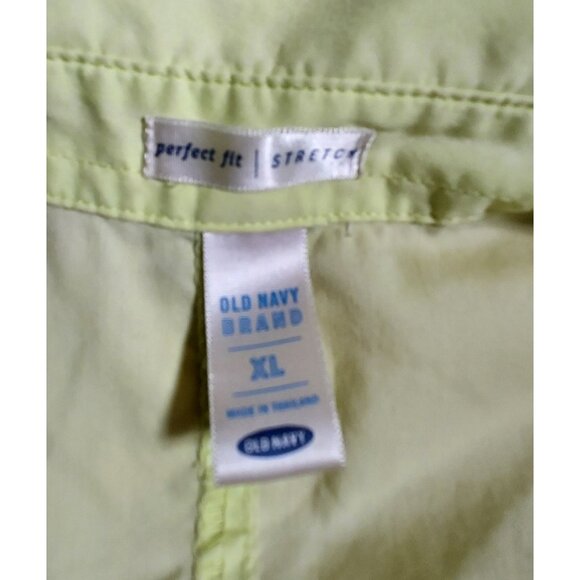 perfect fit | STRETCH
OLD NAVY
BRAND
XL
MADE IN THAILAND
OLD NAVY